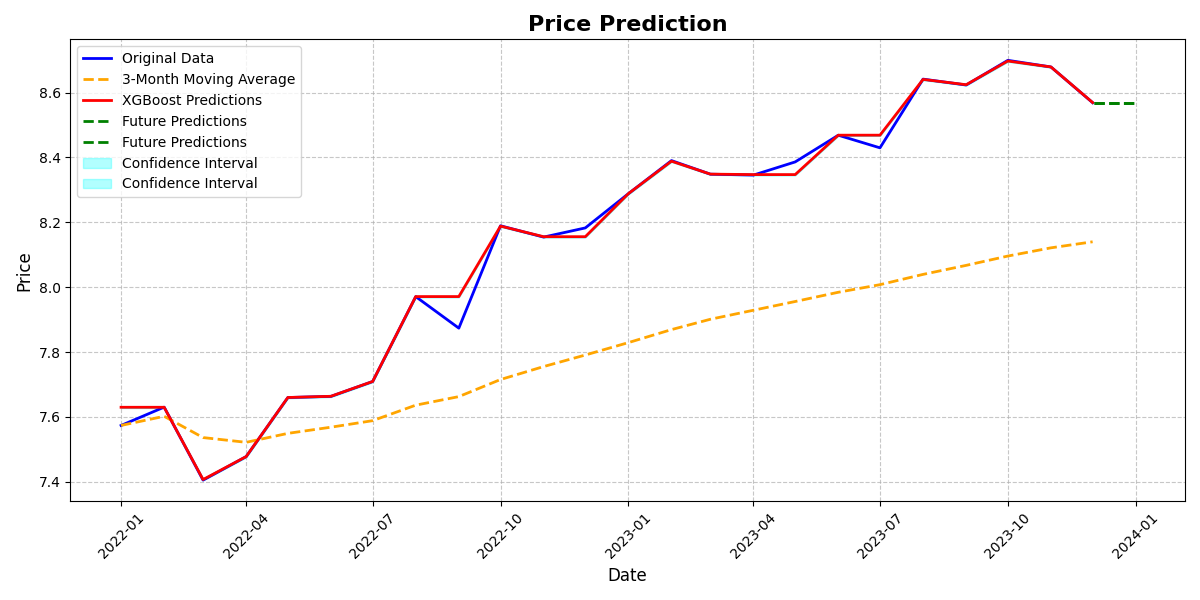 Price Prediction
Original Data
3-Month Moving Average
XGBoost Predictions
Future Predictions
Future Predictions
Confidence Interval
Confidence Interval
Price
8.6
8.4
8.2
8.0
7.8
7.6
7.4
2022-01
2022-04
2022-07
2022-10
2023-01
2023-04
2023-07
2023-10
2024-01
Date